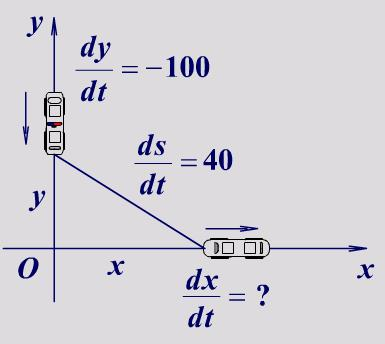 y
dy/dt = −100
ds/dt = 40
y
O x x
dx/dt = ?